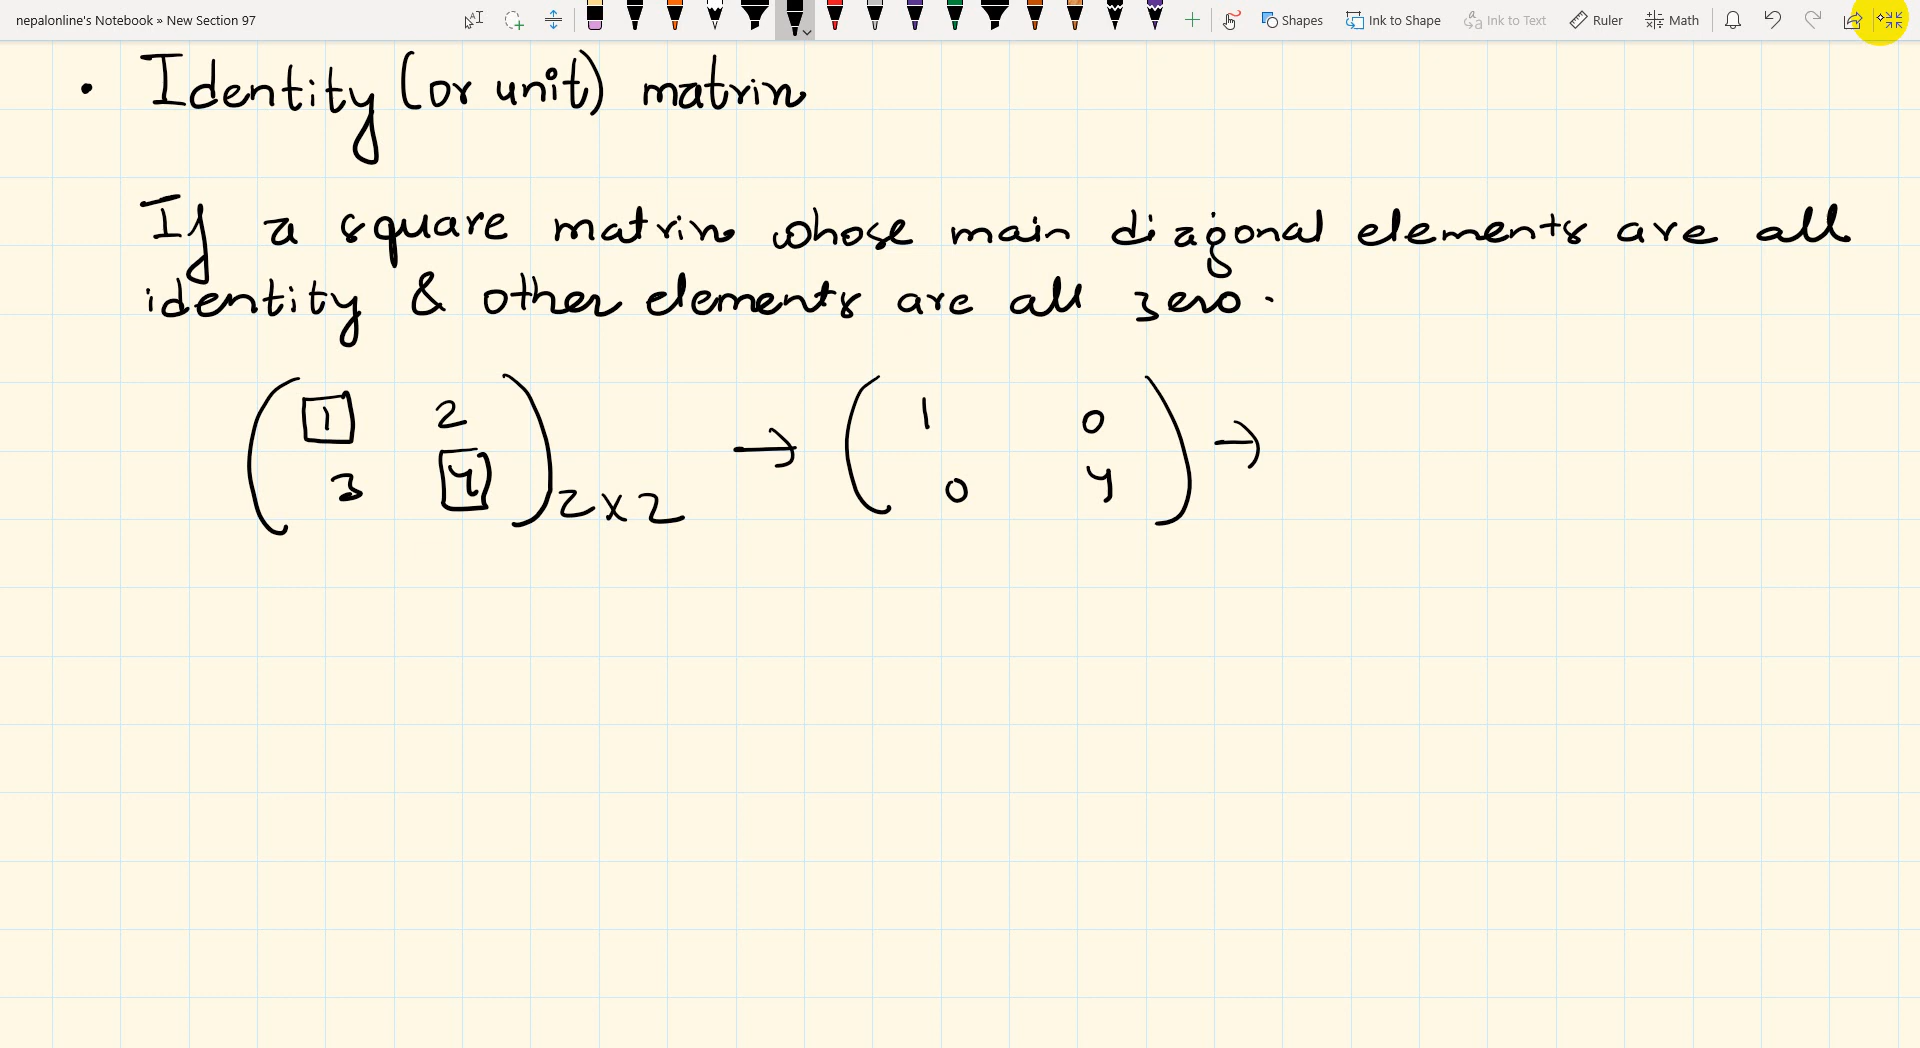 nepalonline's Notebook » New Section 97
Shapes Ink to Shape Ink to Text Ruler Math
• Identity (or unit) matrix
If a square matrix whose main diagonal elements are all
identity & other elements are all zero.
( 1 2 → ( 1 0 ) →
3 4 ) 2×2 0 4